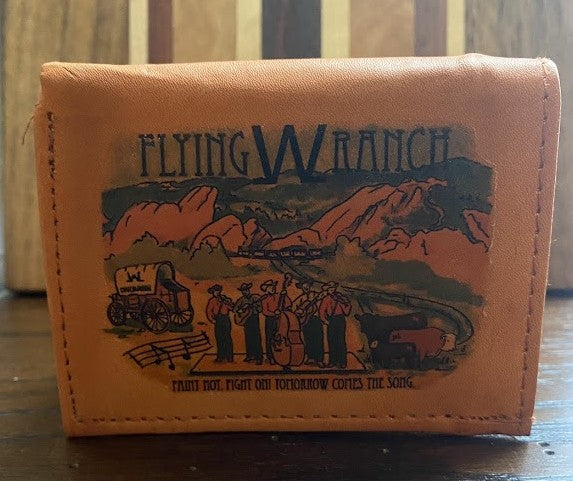 FLYING W RANCH
W
FAINT NOT, FIGHT ON! TOMORROW COMES THE SONG.